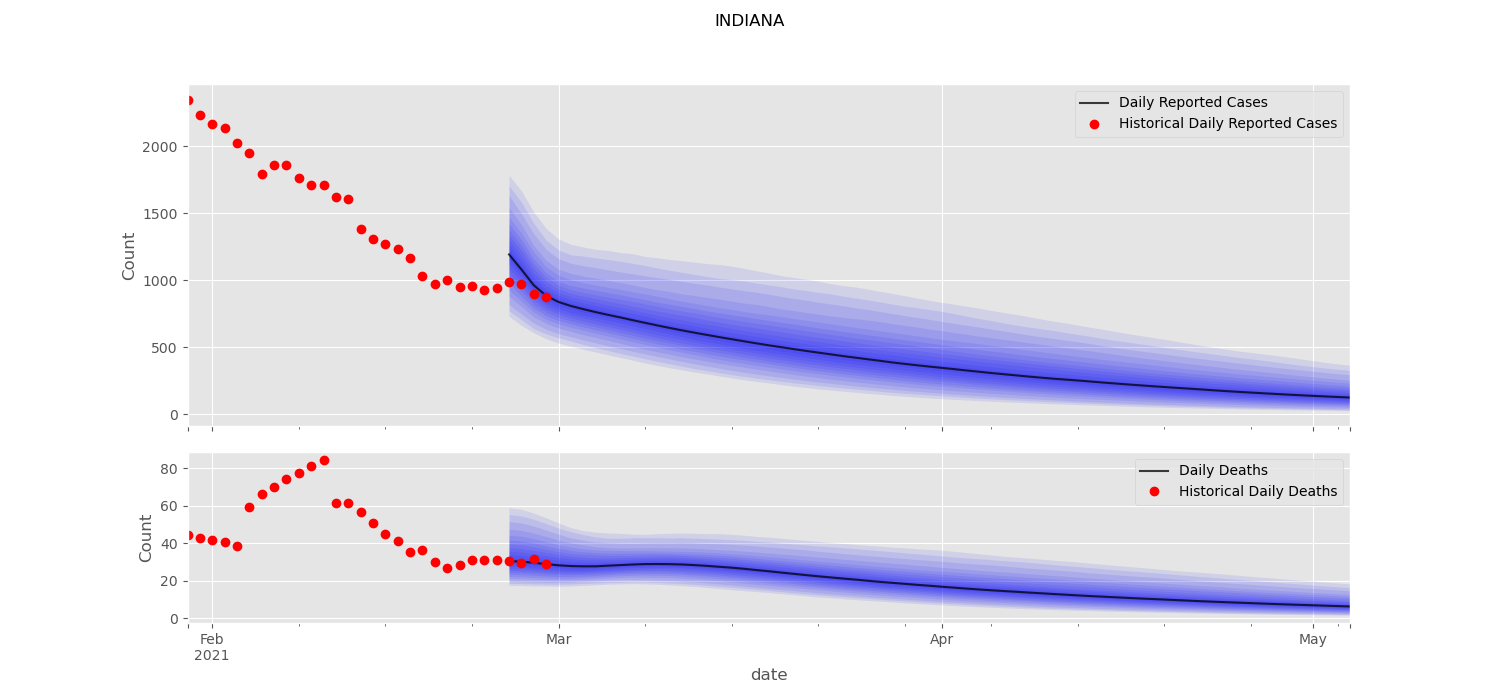 INDIANA
Daily Reported Cases
Historical Daily Reported Cases
2000
1500
1000
500
0
Count
Daily Deaths
Historical Daily Deaths
80
60
40
20
0
Count
Feb
2021
Mar
Apr
May
date